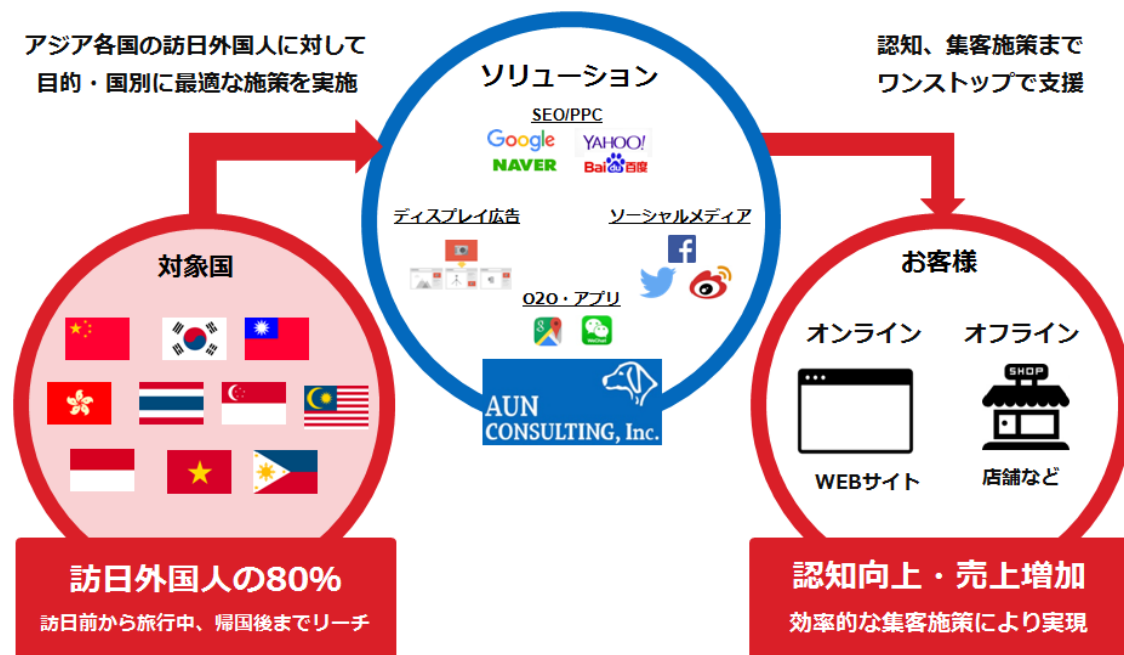 アジア各国の訪日外国人に対して
目的・国別に最適な施策を実施
ソリューション
SEO/PPC
Google YAHOO!
NAVER Bai du 百度
ディスプレイ広告
ソーシャルメディア
O2O・アプリ
8
WeChat
AUN
CONSULTING, Inc.
認知、集客施策まで
ワンストップで支援
対象国
訪日外国人の80%
訪日前から旅行中、帰国後までリーチ
お客様
オンライン オフライン
SHOP
WEBサイト 店舗など
認知向上・売上増加
効率的な集客施策により実現